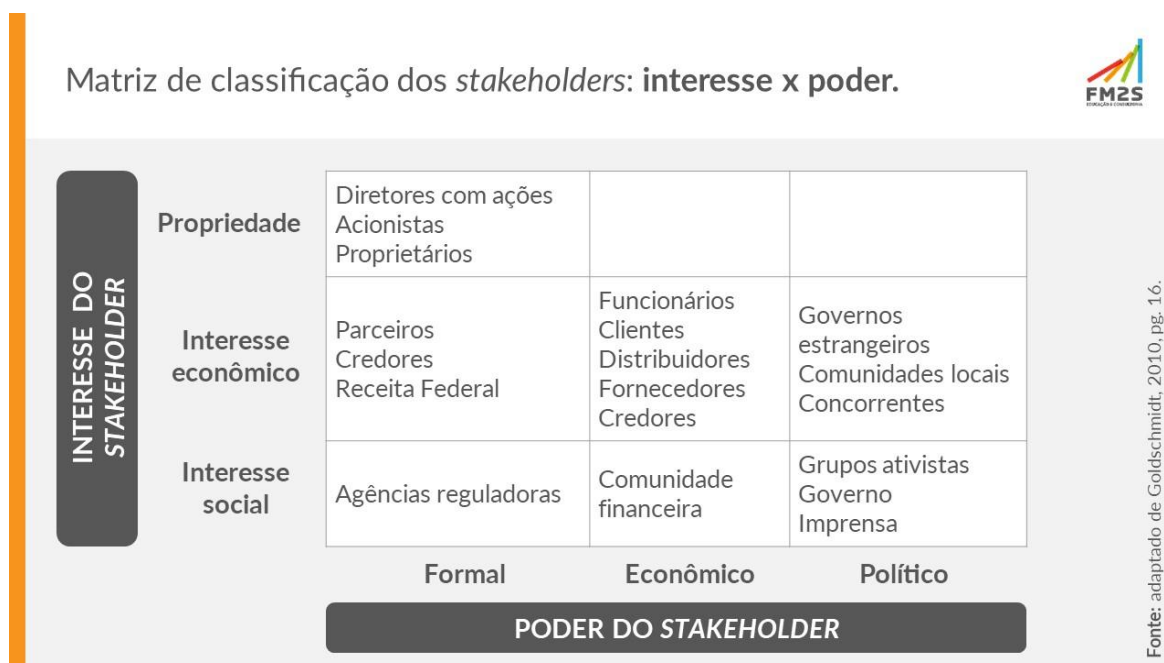 Matriz de classificação dos stakeholders: interesse x poder.
FM2S
EDUCAÇÃO E CONSULTORIA
INTERESSE DO
STAKEHOLDER
Propriedade
Diretores com ações
Acionistas
Proprietários
Interesse
econômico
Parceiros
Credores
Receita Federal
Funcionários
Clientes
Distribuidores
Fornecedores
Credores
Governos
estrangeiros
Comunidades locais
Concorrentes
Interesse
social
Agências reguladoras
Comunidade
financeira
Grupos ativistas
Governo
Imprensa
Formal
Econômico
Político
PODER DO STAKEHOLDER
Fonte: adaptado de Goldschmidt, 2010, pg. 16.